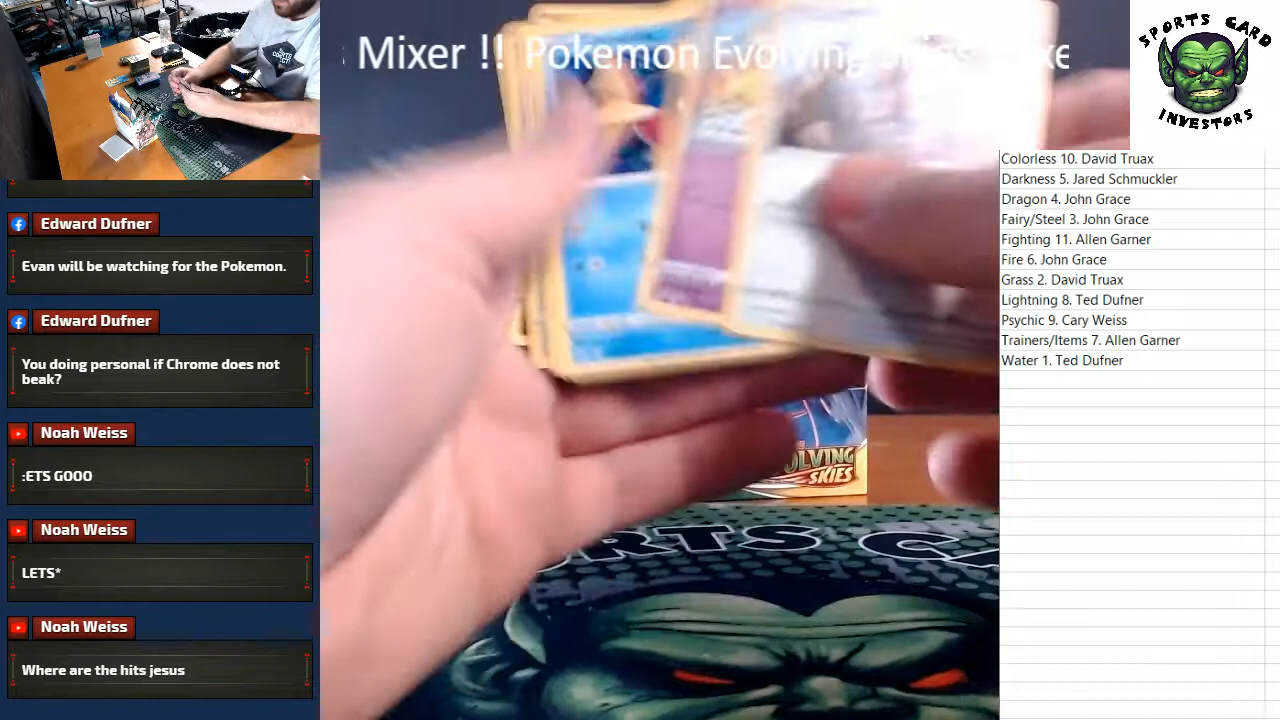 Mixer !! Pokemon Evolving
SPORTS CARD
INVESTORS
Edward Dufner
Evan will be watching for the Pokemon.
Edward Dufner
You doing personal if Chrome does not
beak?
Noah Weiss
:ETS GOOO
Noah Weiss
LETS*
Noah Weiss
Where are the hits jesus
Colorless 10. David Truax
Darkness 5. Jared Schmuckler
Dragon 4. John Grace
Fairy/Steel 3. John Grace
Fighting 11. Allen Garner
Fire 6. John Grace
Grass 2. David Truax
Lightning 8. Ted Dufner
Psychic 9. Cary Weiss
Trainers/Items 7. Allen Garner
Water 1. Ted Dufner
OLVING
SKIES
ORTS CA